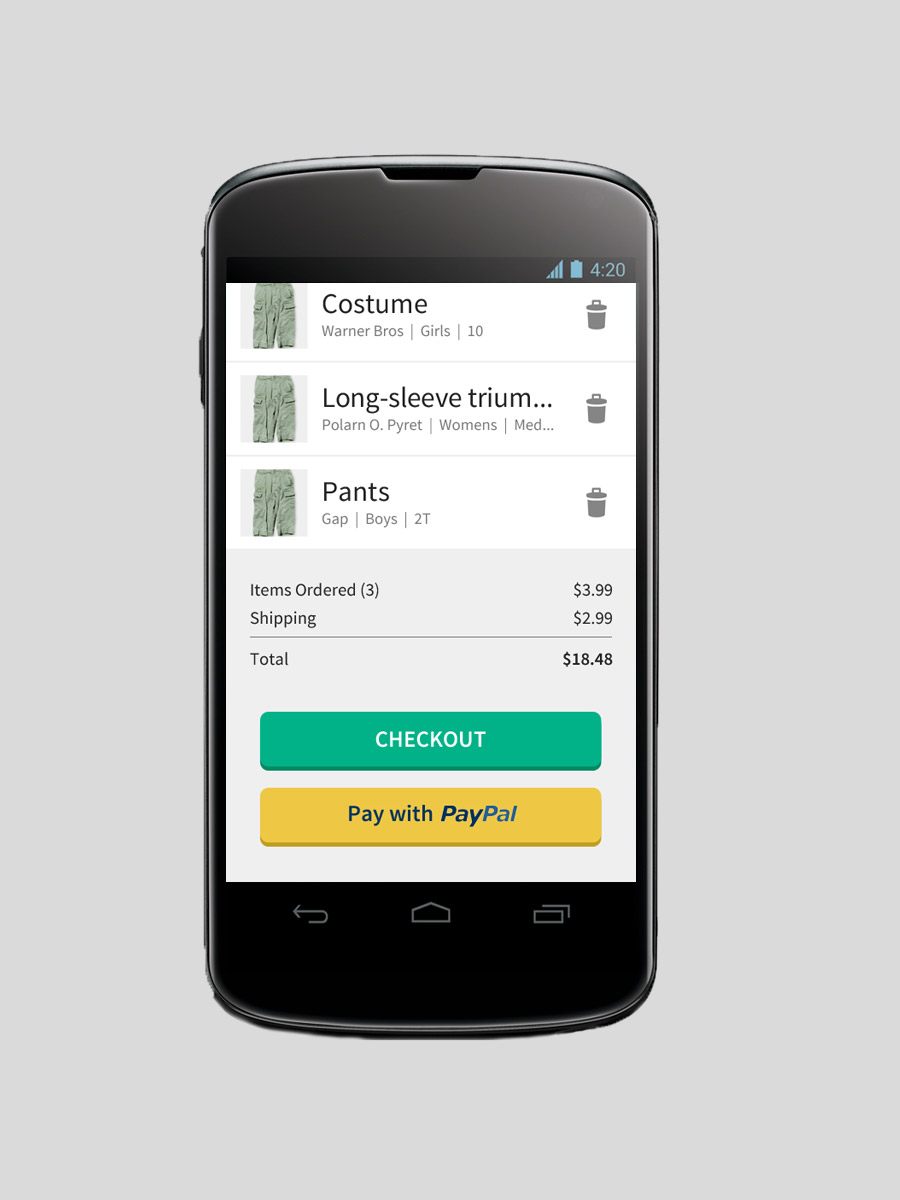 4:20
Costume
Warner Bros | Girls | 10
Long-sleeve trium...
Polarn O. Pyret | Womens | Med...
Pants
Gap | Boys | 2T
Items Ordered (3) $3.99
Shipping $2.99
Total $18.48
CHECKOUT
Pay with PayPal